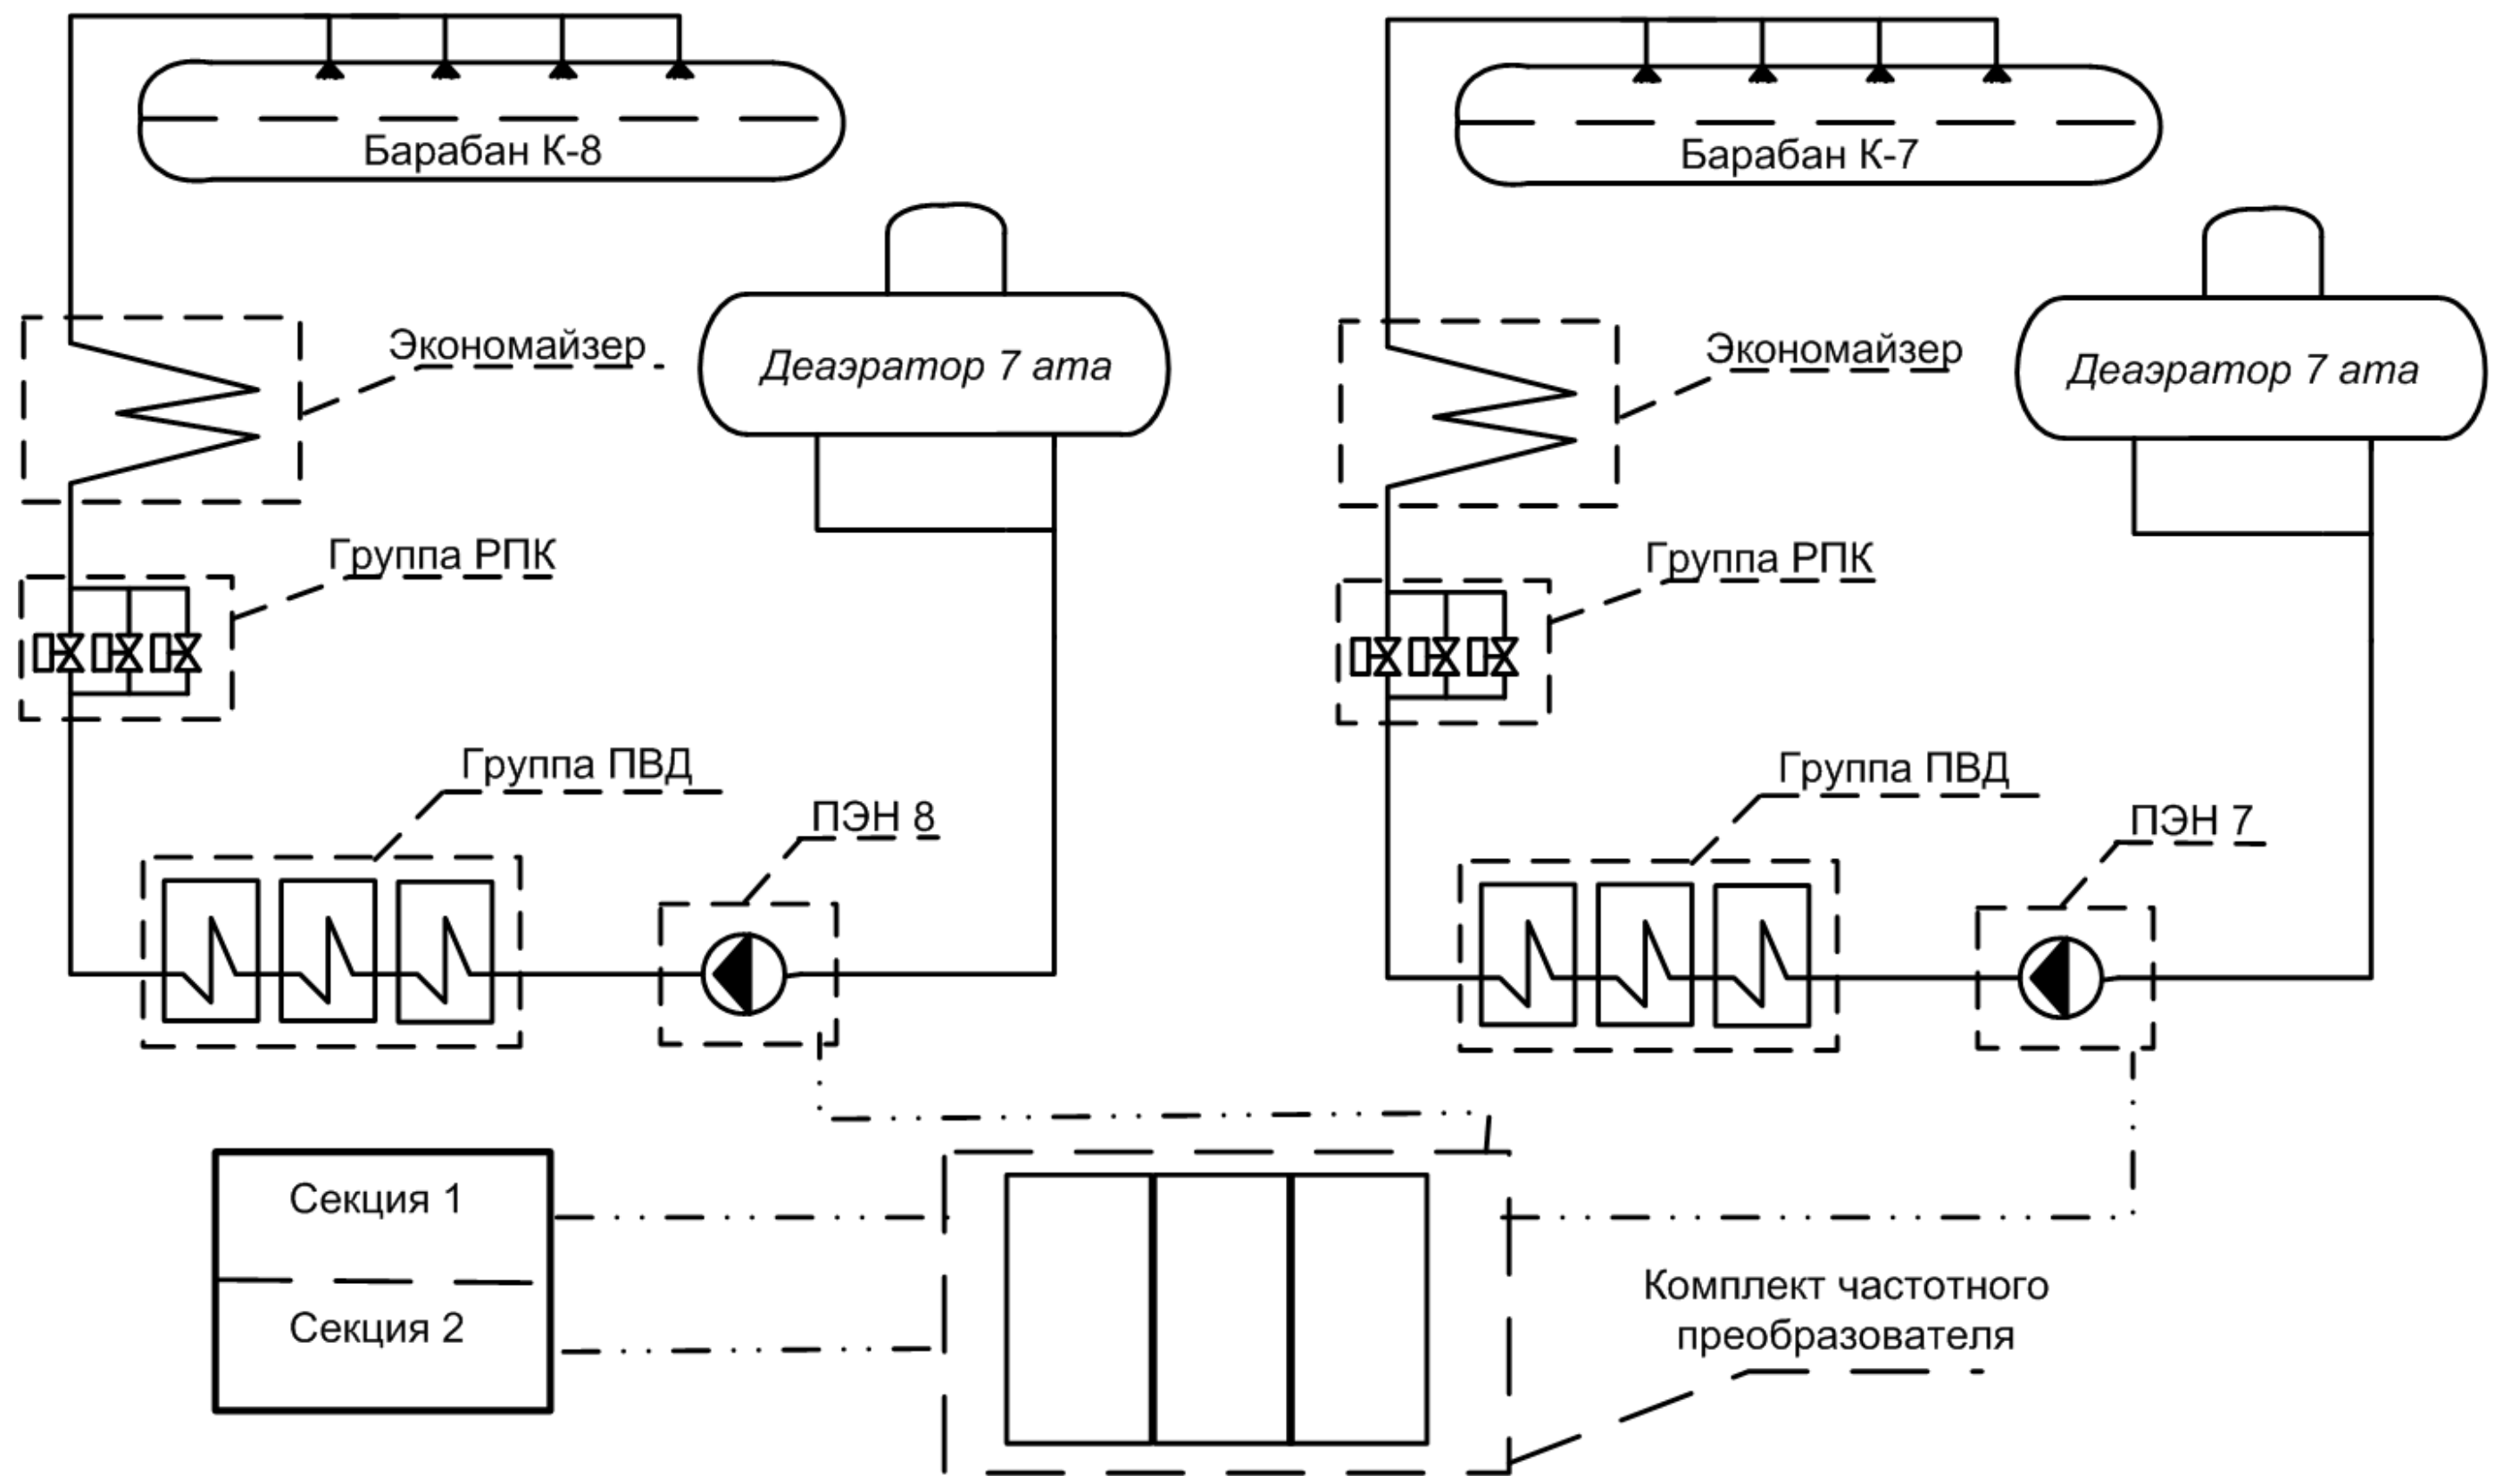 Барабан К-8
Барабан К-7
Экономайзер
Деаэратор 7 ата
Экономайзер
Деаэратор 7 ата
Группа РПК
Группа РПК
Группа ПВД
ПЭН 8
Группа ПВД
ПЭН 7
Секция 1
Секция 2
Комплект частотного
преобразователя